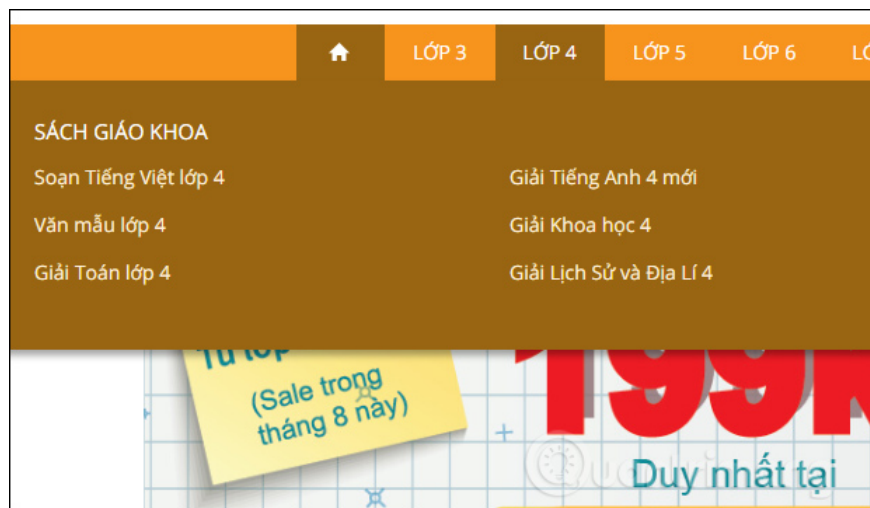 LỚP 3 LỚP 4 LỚP 5 LỚP 6
SÁCH GIÁO KHOA
Soạn Tiếng Việt lớp 4
Giải Tiếng Anh 4 mới
Văn mẫu lớp 4
Giải Khoa học 4
Giải Toán lớp 4
Giải Lịch Sử và Địa Lí 4
(Sale trong
tháng 8 này)
Duy nhất tại